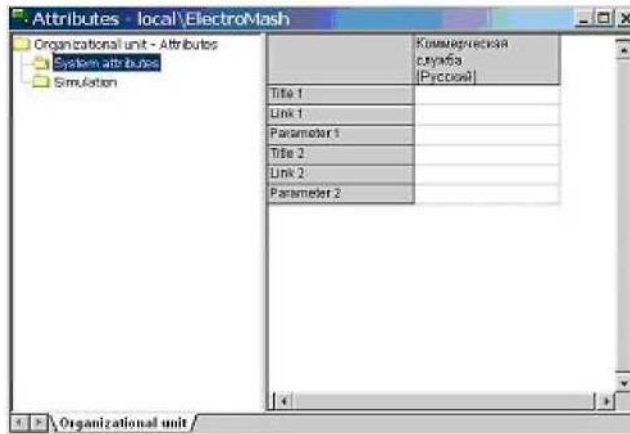 Attributes - local\ElectroMash
Organizational unit - Attributes
System attributes
Simulation
Коммерческая
служба
[Русский]
Title 1
Link 1
Parameter 1
Title 2
Link 2
Parameter 2
Organizational unit